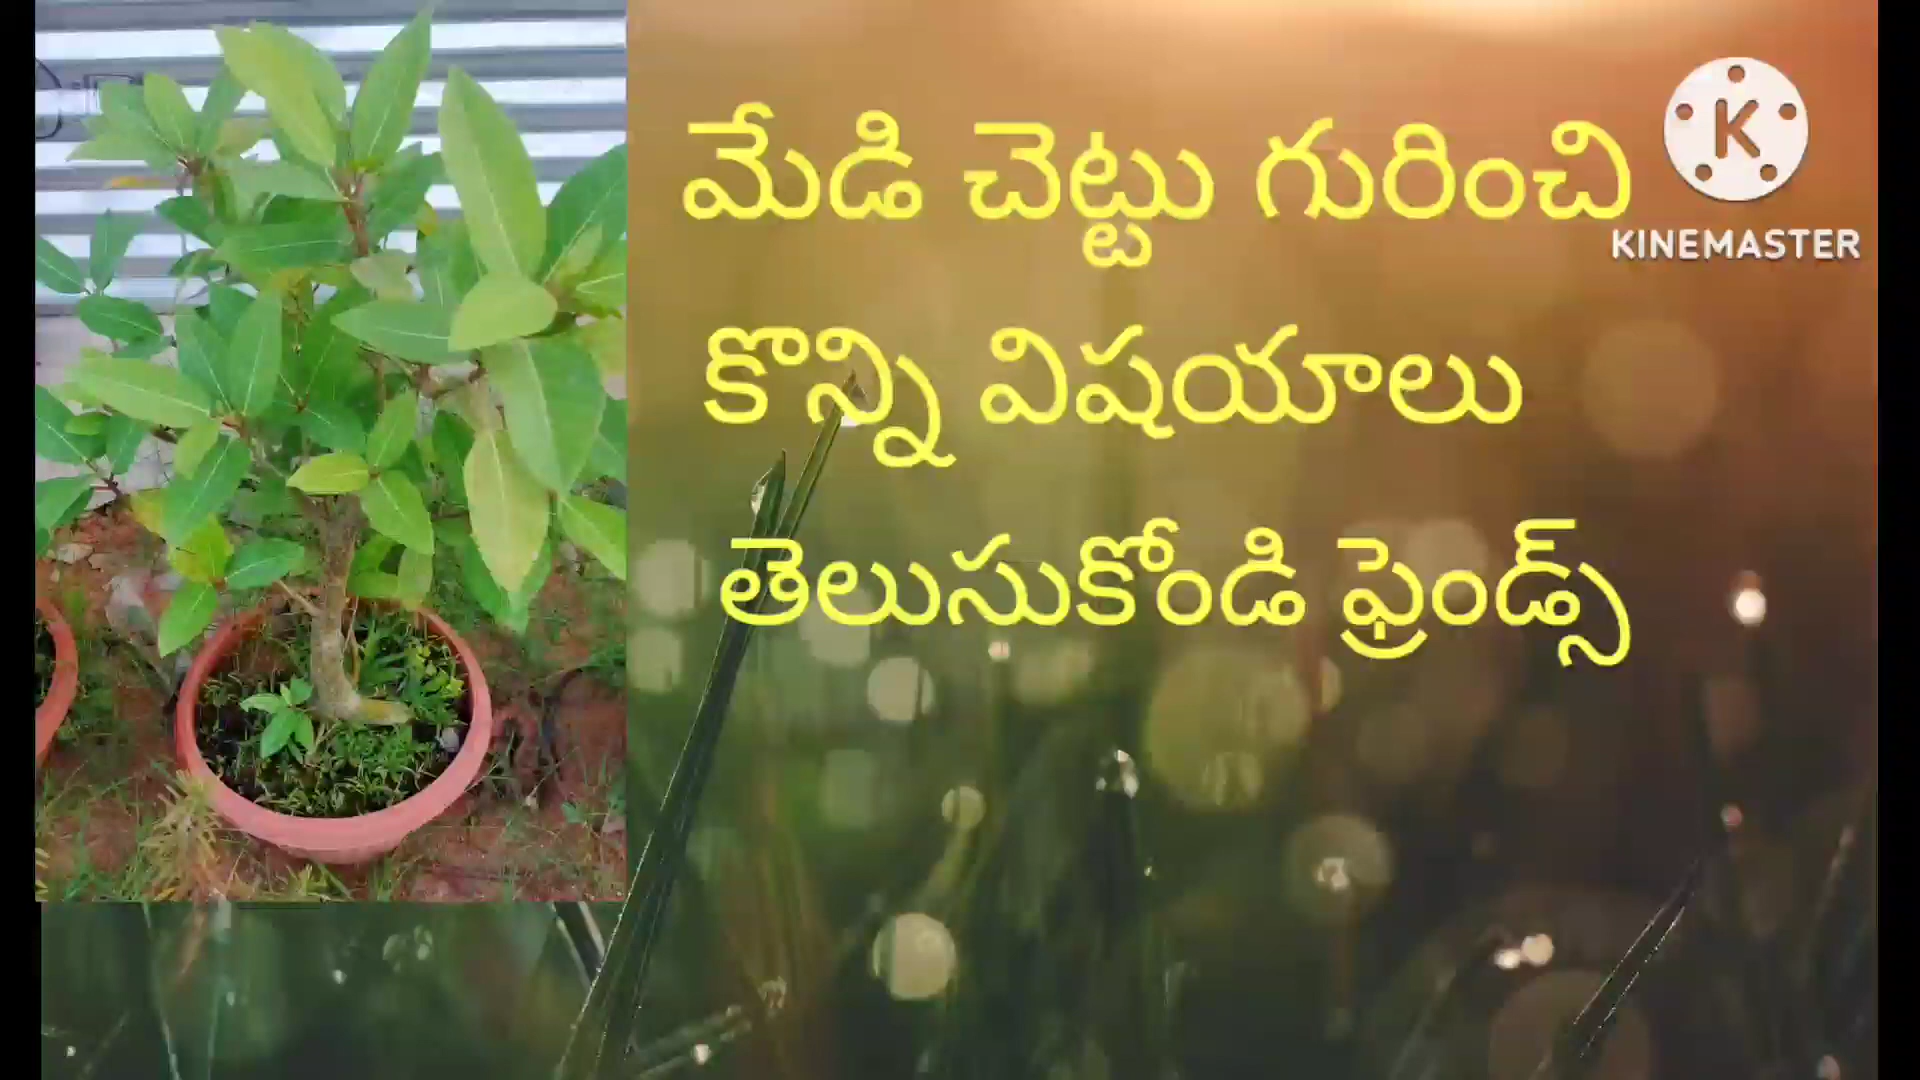 మేడి చెట్టు గురించి
కొన్ని విషయాలు
తెలుసుకోండి ఫ్రెండ్స్
K
KINEMASTER